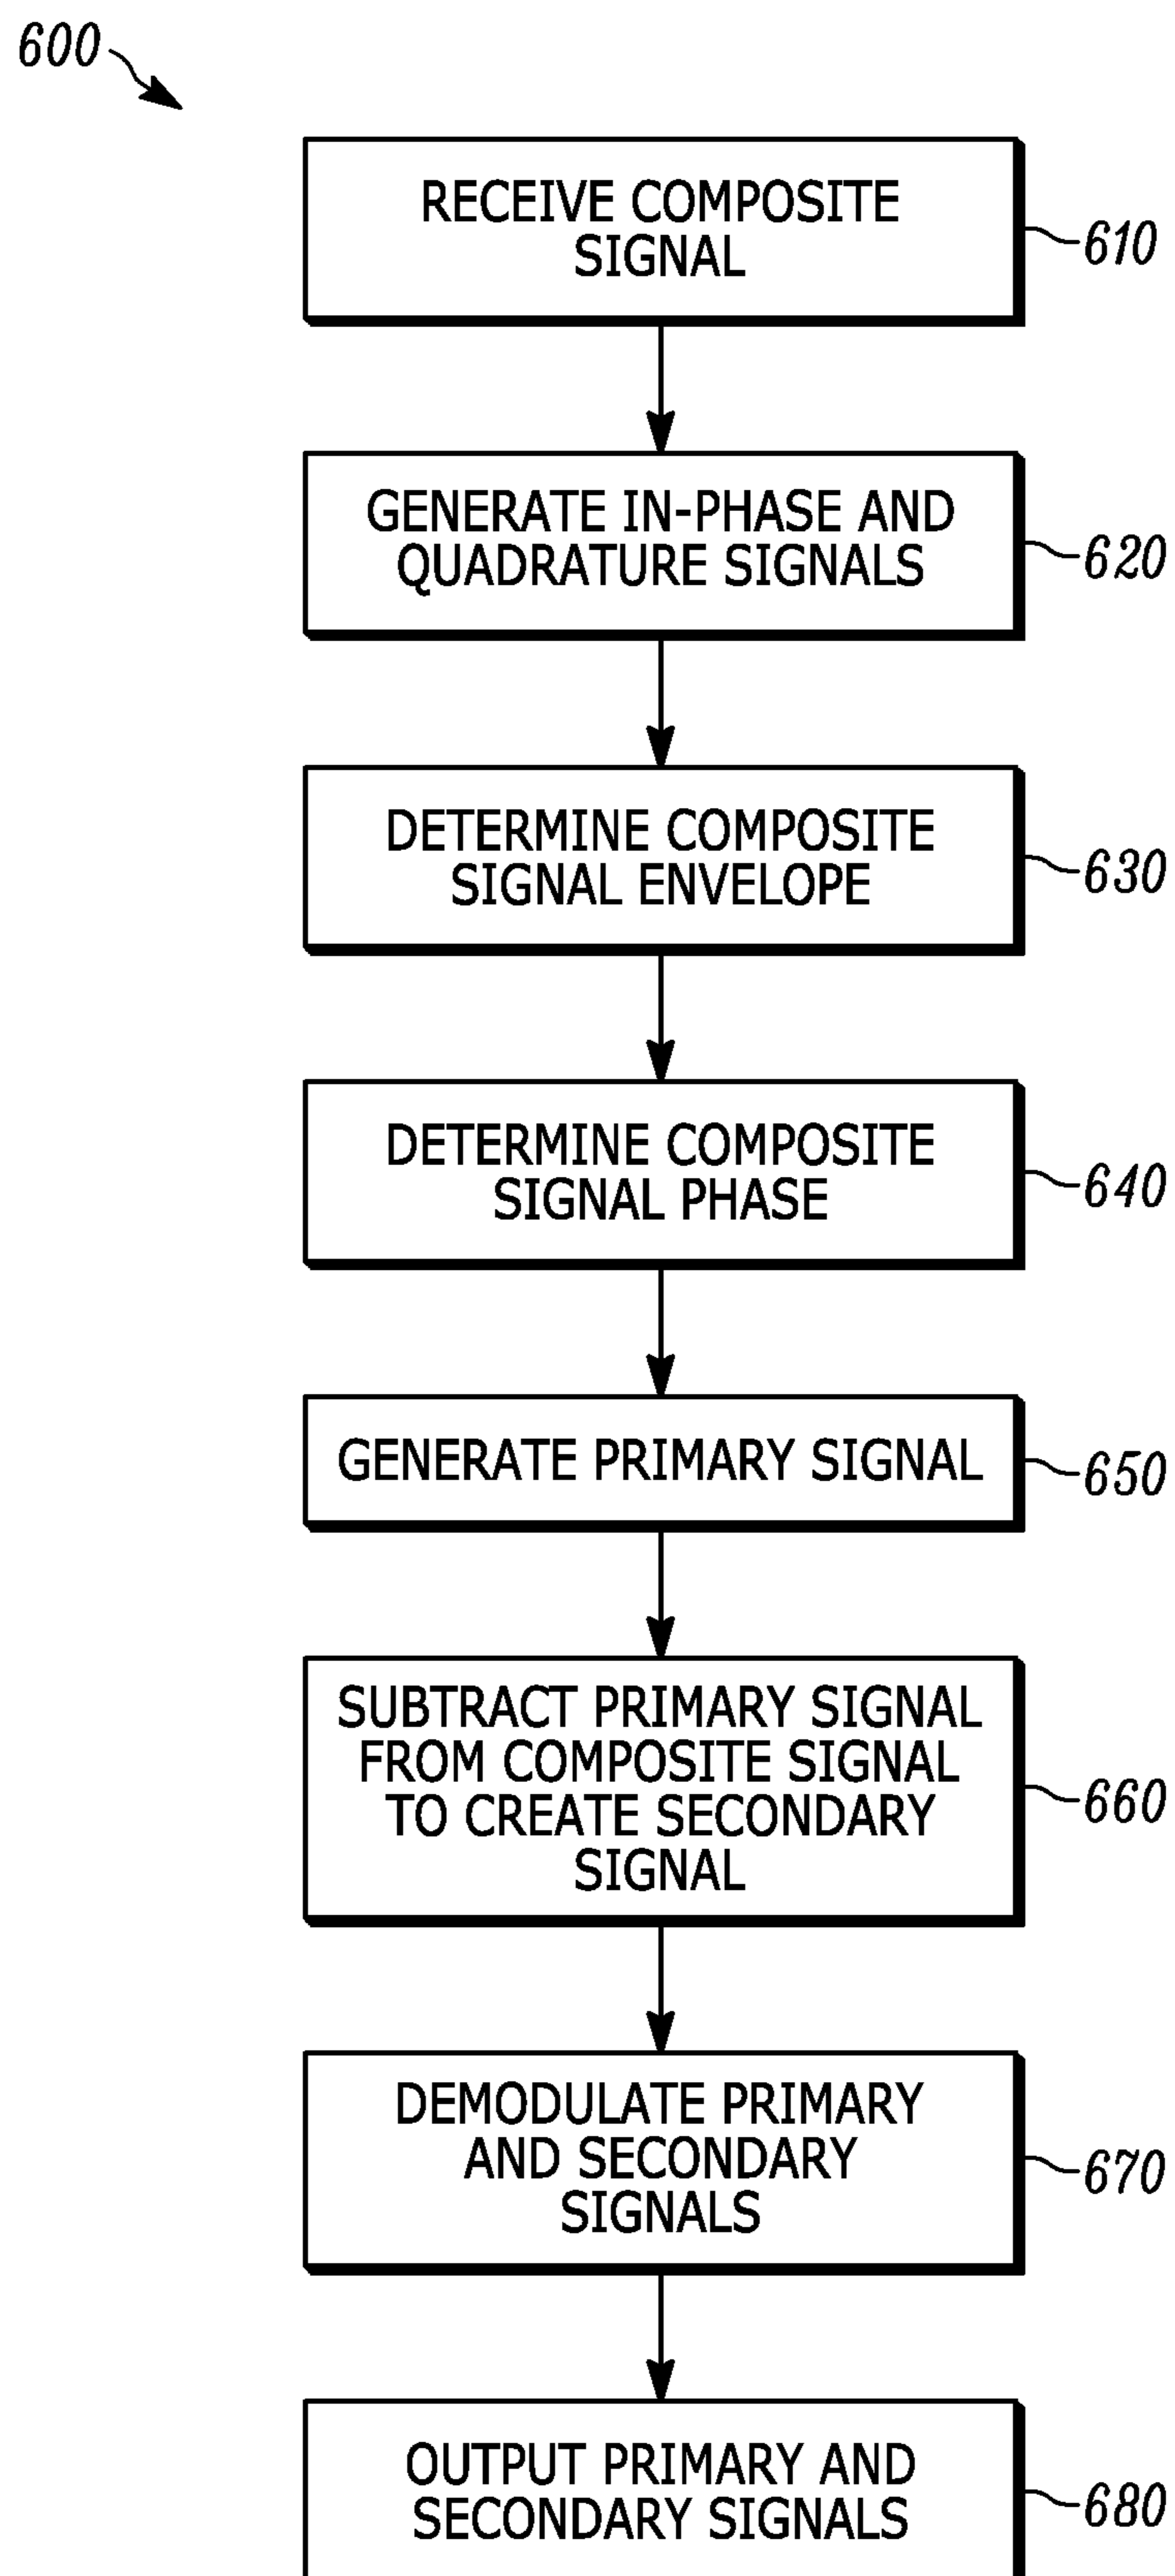 600
RECEIVE COMPOSITE
SIGNAL
610
GENERATE IN-PHASE AND
QUADRATURE SIGNALS
620
DETERMINE COMPOSITE
SIGNAL ENVELOPE
630
DETERMINE COMPOSITE
SIGNAL PHASE
640
GENERATE PRIMARY SIGNAL
650
SUBTRACT PRIMARY SIGNAL
FROM COMPOSITE SIGNAL
TO CREATE SECONDARY
SIGNAL
660
DEMODULATE PRIMARY
AND SECONDARY
SIGNALS
670
OUTPUT PRIMARY AND
SECONDARY SIGNALS
680